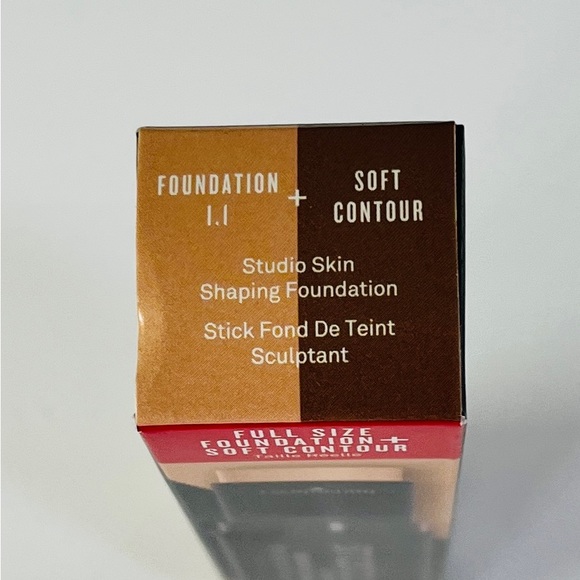 FOUNDATION + SOFT
1.1 CONTOUR
Studio Skin
Shaping Foundation
Stick Fond De Teint
Sculptant
FULL SIZE
FOUNDATION +
SOFT CONTOUR
Taille Réelle